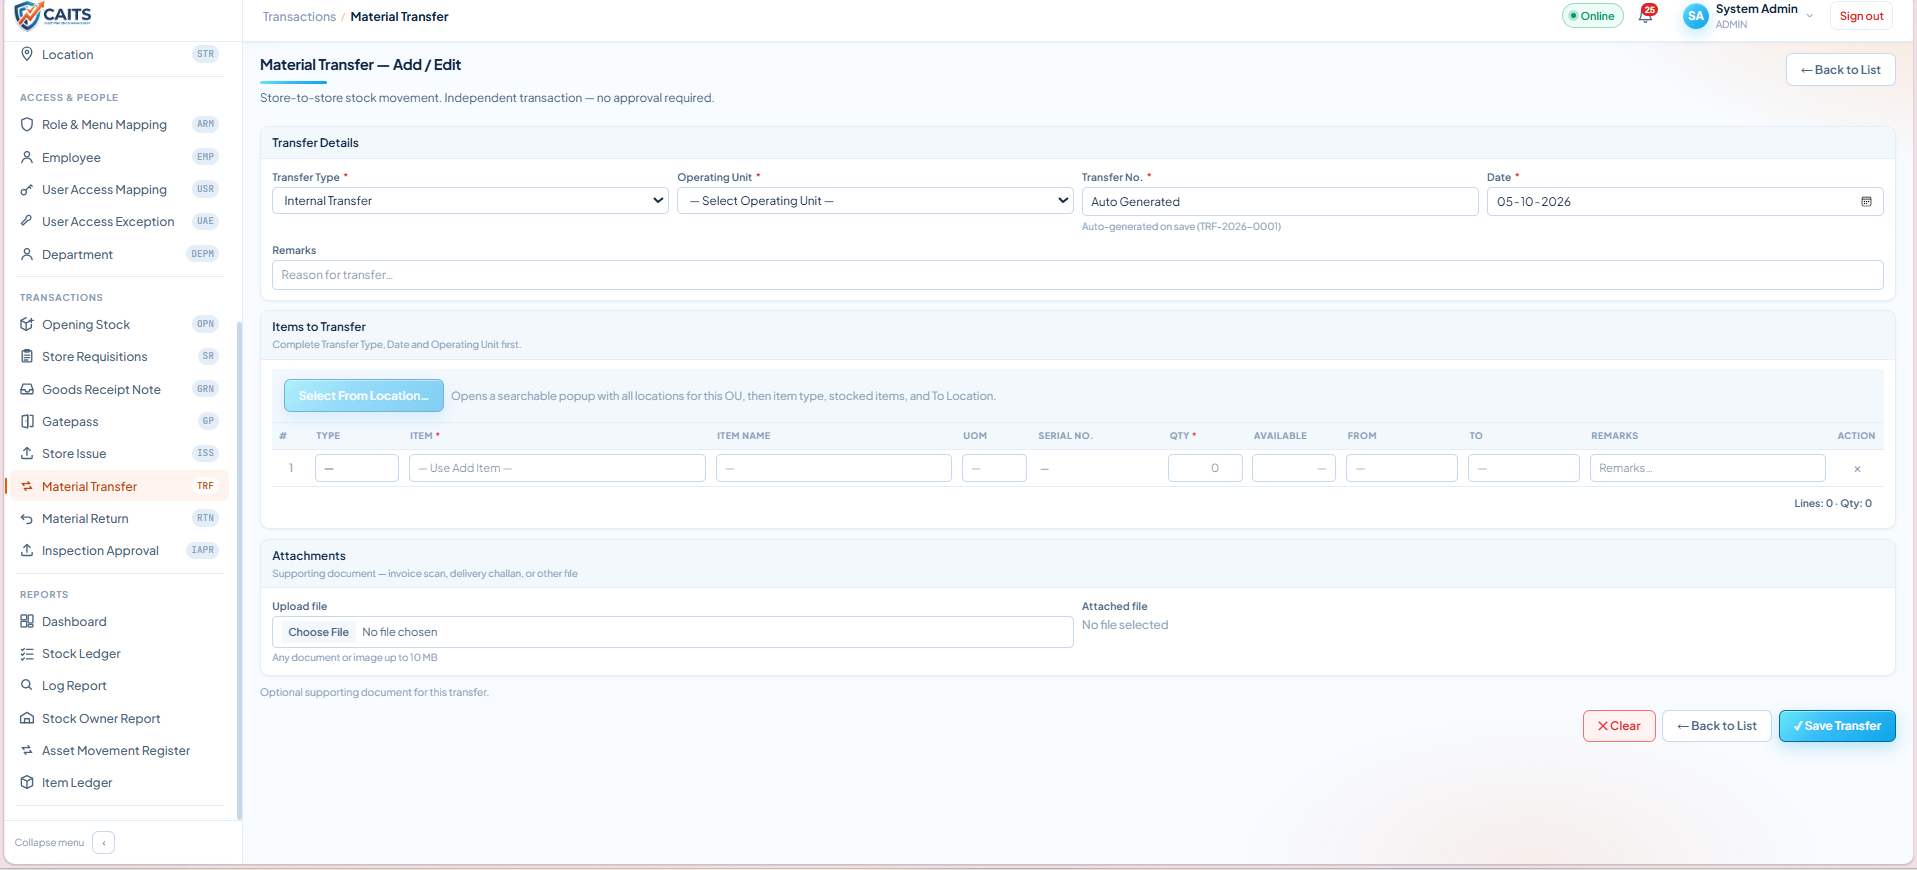 CAITS
Transactions / Material Transfer
Online
25
SA
System Admin
ADMIN
Sign out
Location STR
ACCESS & PEOPLE
Role & Menu Mapping ARM
Employee EMP
User Access Mapping USR
User Access Exception UAE
Department DEPM
TRANSACTIONS
Opening Stock OPN
Store Requisitions SR
Goods Receipt Note GRN
Gatepass GP
Store Issue ISS
Material Transfer TRF
Material Return RTN
Inspection Approval IAPR
REPORTS
Dashboard
Stock Ledger
Log Report
Stock Owner Report
Asset Movement Register
Item Ledger
Collapse menu ‹
Material Transfer — Add / Edit
← Back to List
Store-to-store stock movement. Independent transaction — no approval required.
Transfer Details
Transfer Type * Operating Unit * Transfer No. * Date *
Internal Transfer — Select Operating Unit — Auto Generated 05-10-2026
Auto-generated on save (TRF-2026-0001)
Remarks
Reason for transfer...
Items to Transfer
Complete Transfer Type, Date and Operating Unit first.
Select From Location... Opens a searchable popup with all locations for this OU, then item type, stocked items, and To Location.
# TYPE ITEM * ITEM NAME UOM SERIAL NO. QTY * AVAILABLE FROM TO REMARKS ACTION
1 — — Use Add Item — — — — 0 — — — Remarks... ×
Lines: 0 · Qty: 0
Attachments
Supporting document — invoice scan, delivery challan, or other file
Upload file Attached file
Choose File No file chosen No file selected
Any document or image up to 10 MB
Optional supporting document for this transfer.
✕ Clear ← Back to List ✓ Save Transfer